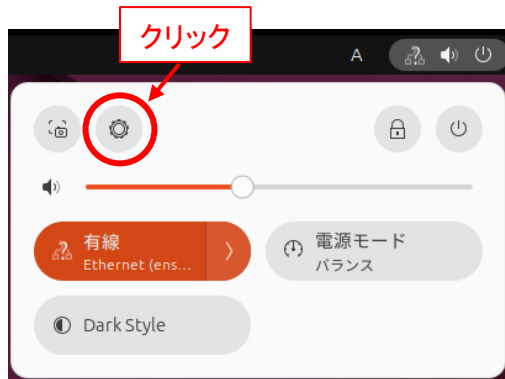 クリック
A
有線
Ethernet (ens...
電源モード
バランス
Dark Style